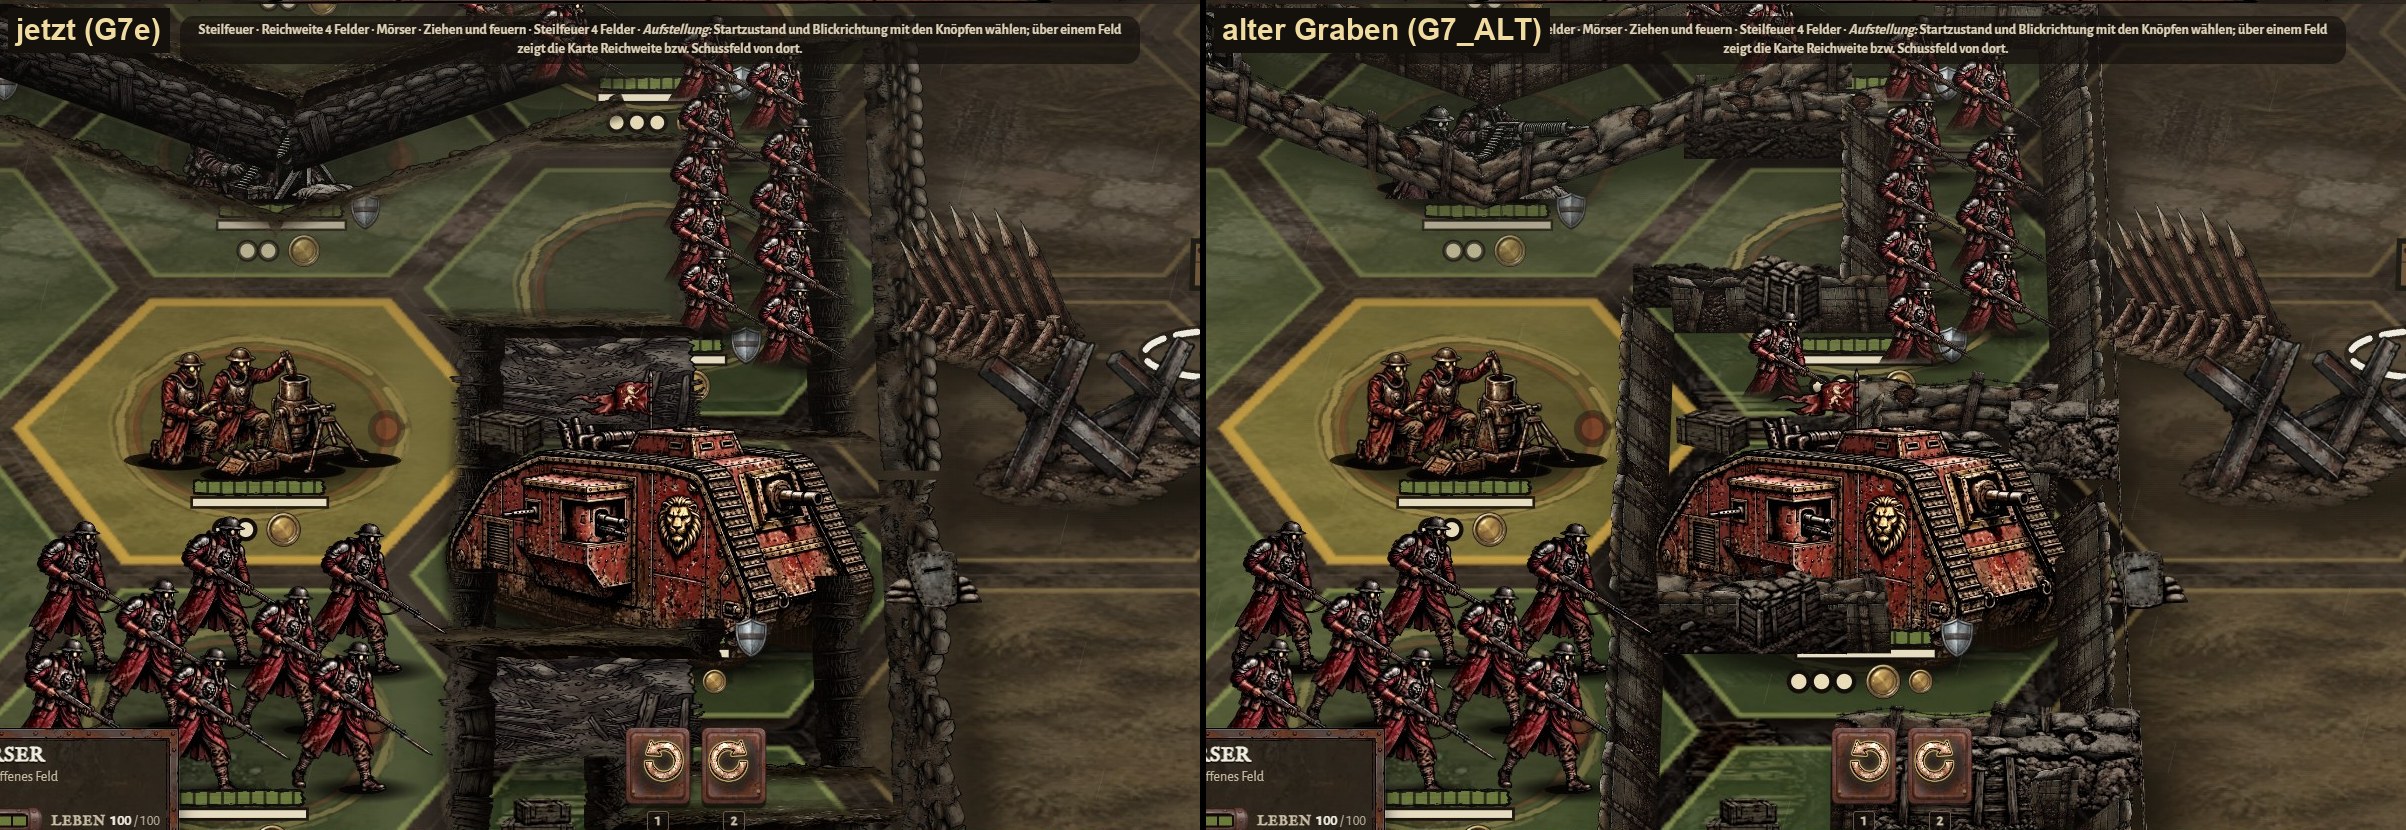 jetzt (G7e)
Steilfeuer · Reichweite 4 Felder · Mörser · Ziehen und feuern · Steilfeuer 4 Felder · Aufstellung: Startzustand und Blickrichtung mit den Knöpfen wählen; über einem Feld
zeigt die Karte Reichweite bzw. Schussfeld von dort.
RSER
ffenes Feld
LEBEN 100/100
1 2
alter Graben (G7_ALT)
elder · Mörser · Ziehen und feuern · Steilfeuer 4 Felder · Aufstellung: Startzustand und Blickrichtung mit den Knöpfen wählen; über einem Feld
zeigt die Karte Reichweite bzw. Schussfeld von dort.
RSER
ffenes Feld
LEBEN 100/100
1 2